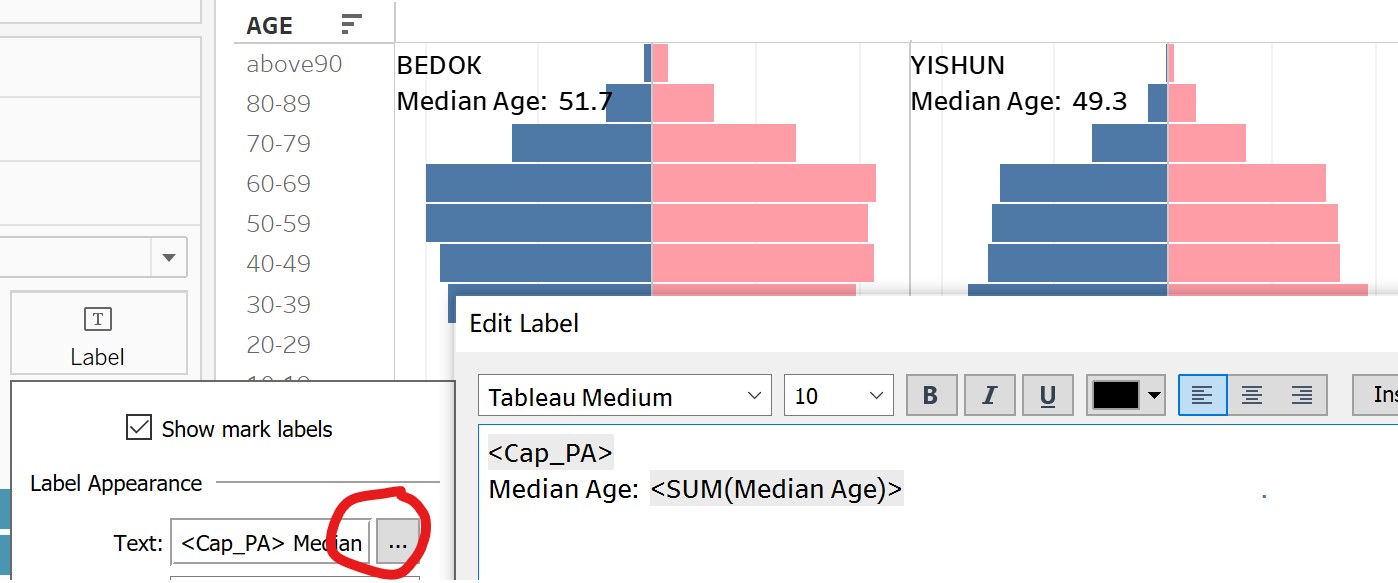 AGE
above90
80-89
70-79
60-69
50-59
40-49
30-39
20-29
BEDOK
Median Age: 51.7
YISHUN
Median Age: 49.3
T
Label
Show mark labels
Label Appearance
Text: <Cap_PA> Median ...
Edit Label
Tableau Medium 10 B I U Ins
<Cap_PA>
Median Age: <SUM(Median Age)>